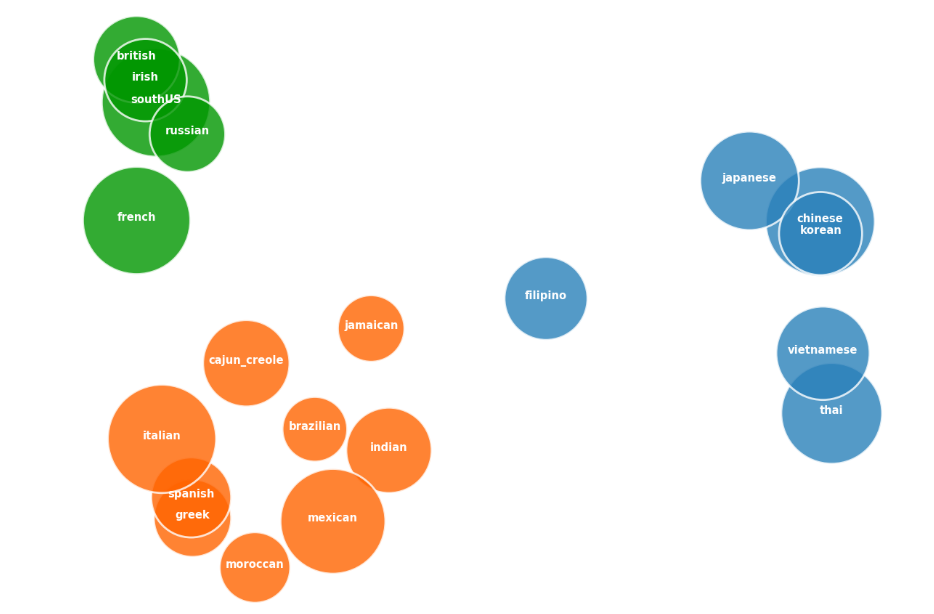 british
irish
southUS
russian
french
japanese
chinese
korean
filipino
jamaican
vietnamese
cajun_creole
thai
brazilian
italian
indian
spanish
greek
mexican
moroccan